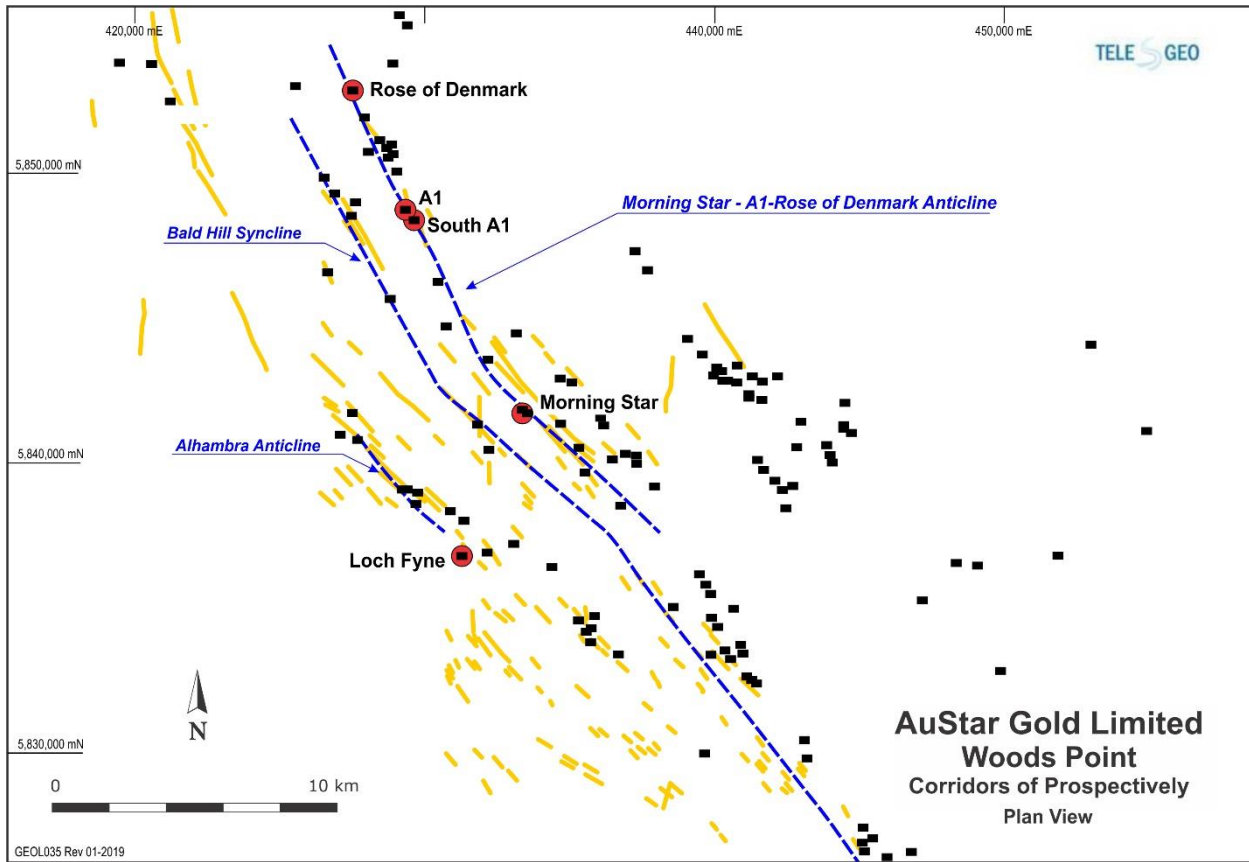 420,000 mE
440,000 mE
450,000 mE
TELE GEO
Rose of Denmark
5,850,000 mN
A1
South A1
Morning Star - A1-Rose of Denmark Anticline
Bald Hill Syncline
Morning Star
Alhambra Anticline
5,840,000 mN
Loch Fyne
N
5,830,000 mN
0 10 km
AuStar Gold Limited
Woods Point
Corridors of Prospectively
Plan View
GEOL035 Rev 01-2019